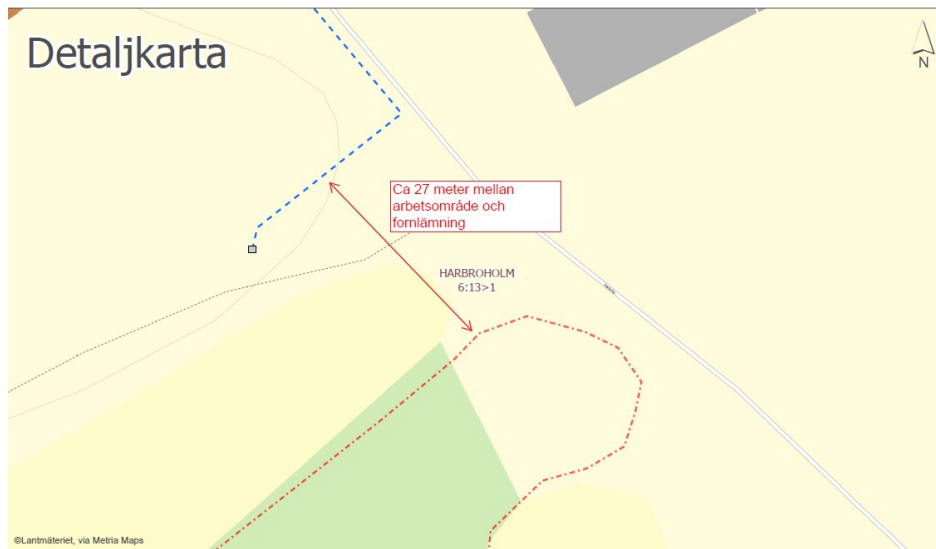 Detaljkarta
N
Ca 27 meter mellan
arbetsområde och
fornlämning
HARBROHOLM
6:13>1
©Lantmäteriet, via Metria Maps